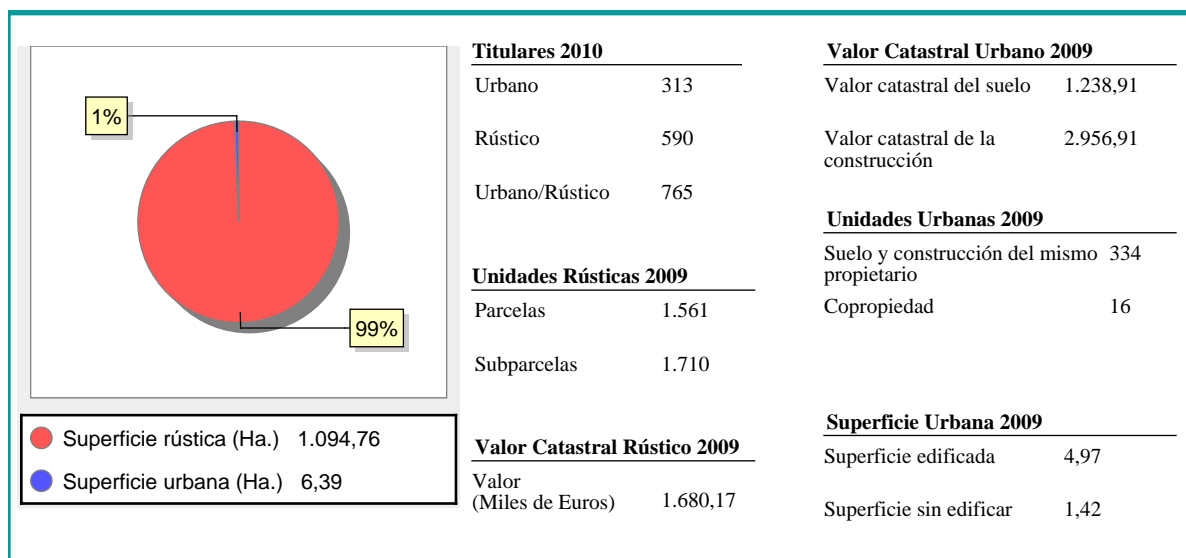 1%
99%
Superficie rústica (Ha.) 1.094,76
Superficie urbana (Ha.) 6,39
Titulares 2010
Urbano 313
Rústico 590
Urbano/Rústico 765
Unidades Rústicas 2009
Parcelas 1.561
Subparcelas 1.710
Valor Catastral Rústico 2009
Valor
(Miles de Euros) 1.680,17
Valor Catastral Urbano 2009
Valor catastral del suelo 1.238,91
Valor catastral de la 2.956,91
construcción
Unidades Urbanas 2009
Suelo y construcción del mismo 334
propietario
Copropiedad 16
Superficie Urbana 2009
Superficie edificada 4,97
Superficie sin edificar 1,42